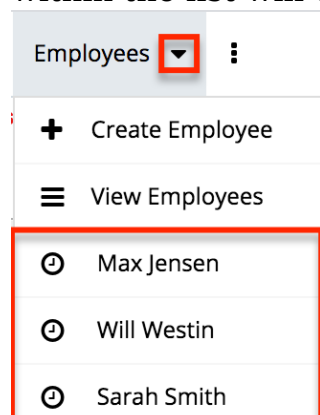 Employees
Create Employee
View Employees
Max Jensen
Will Westin
Sarah Smith